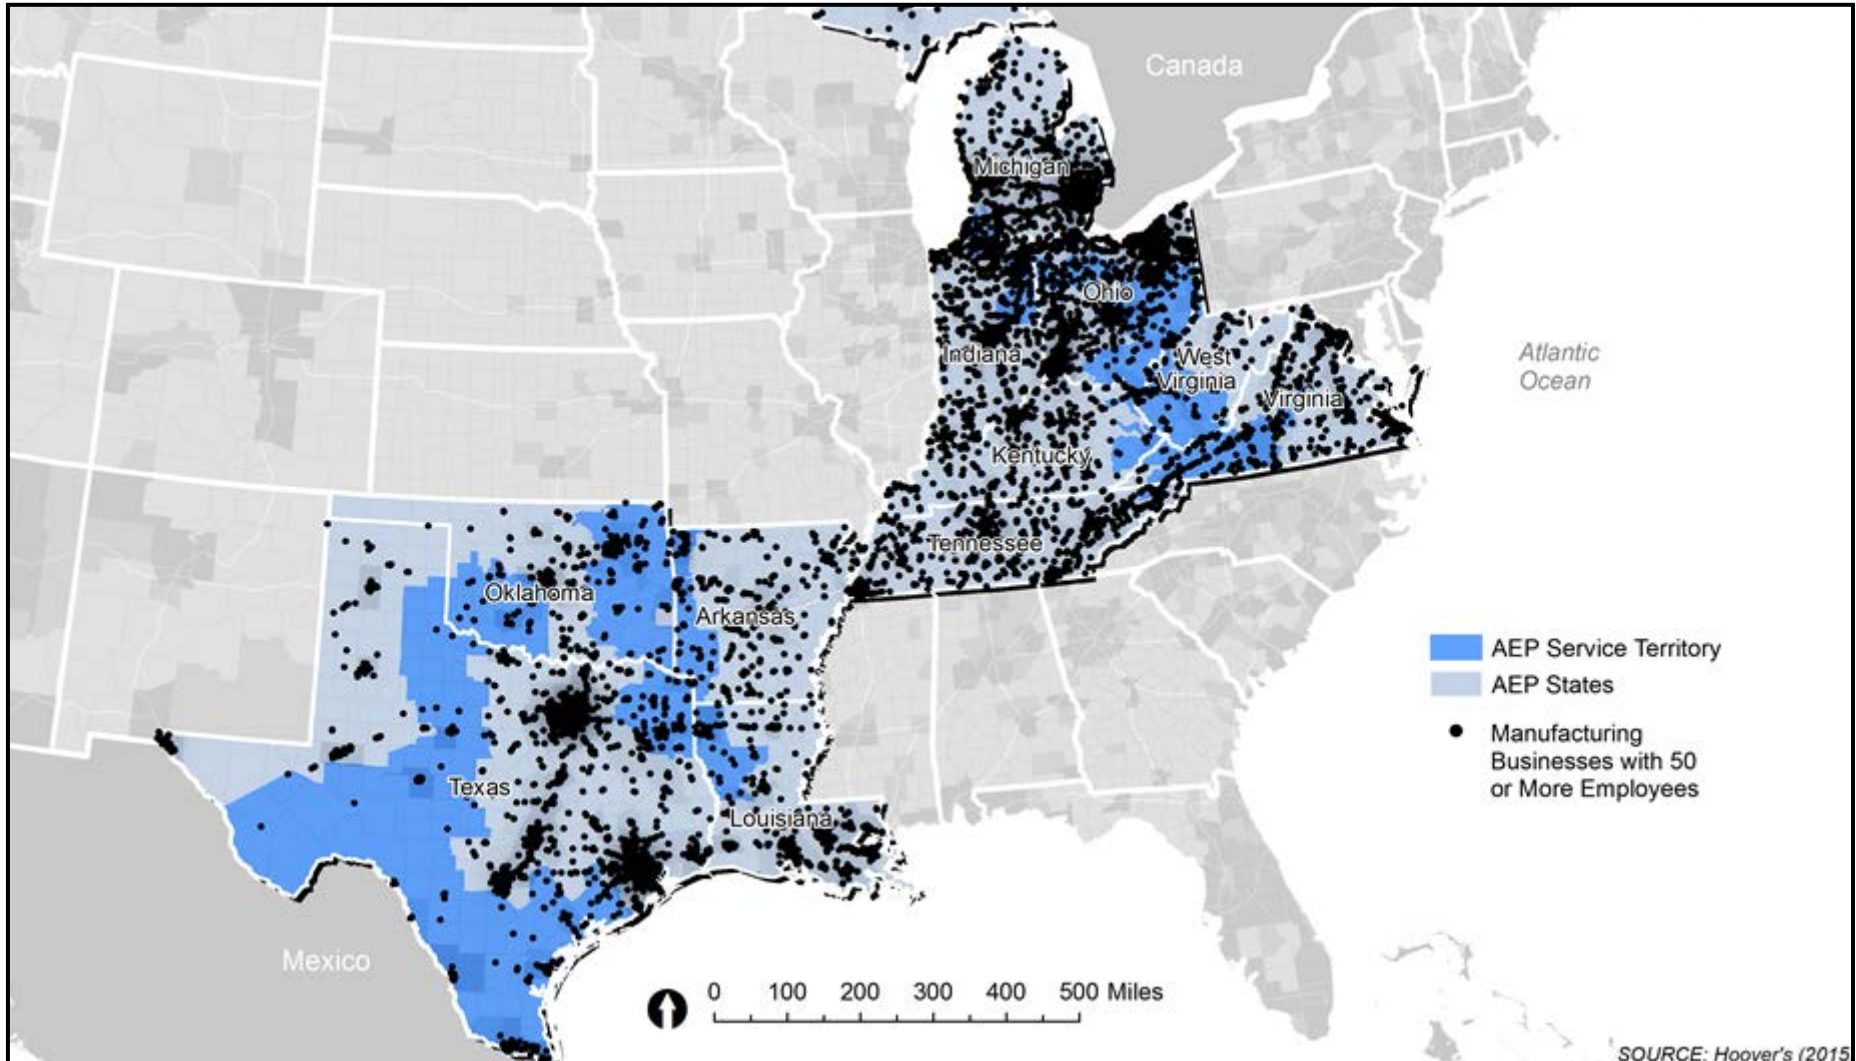 Canada
Michigan
Ohio
Indiana
West
Virginia
Virginia
Kentucky
Tennessee
Oklahoma
Arkansas
Texas
Louisiana
Mexico
Atlantic
Ocean
AEP Service Territory
AEP States
Manufacturing
Businesses with 50
or More Employees
0 100 200 300 400 500 Miles
SOURCE: Hoover's (2015